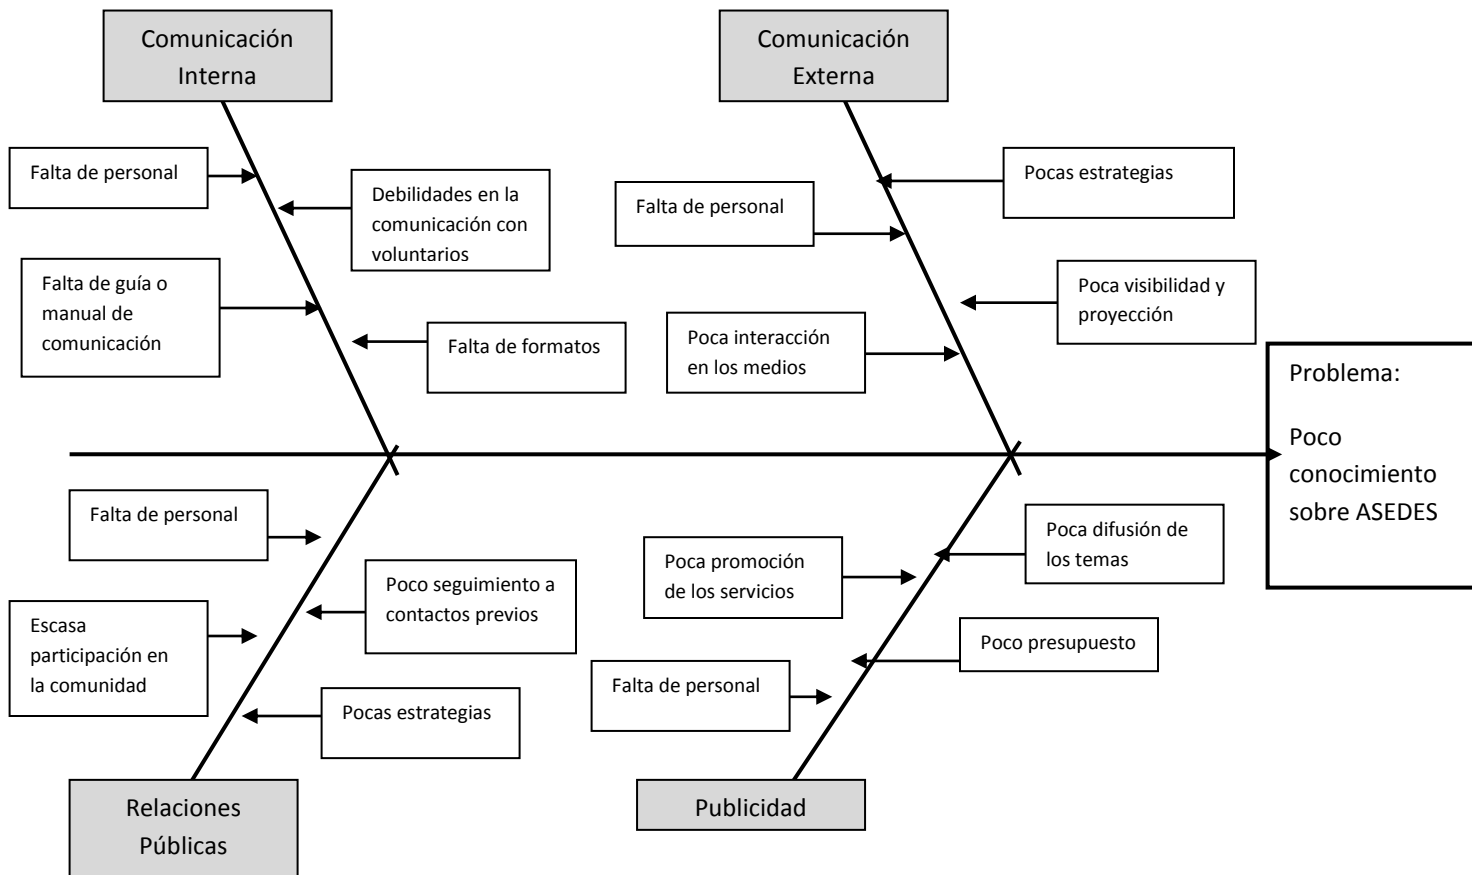 Comunicación
Interna
Comunicación
Externa
Falta de personal
Debilidades en la
comunicación con
voluntarios
Falta de guía o
manual de
comunicación
Falta de formatos
Pocas estrategias
Falta de personal
Poca visibilidad y
proyección
Poca interacción
en los medios
Problema:
Poco
conocimiento
sobre ASEDES
Falta de personal
Poco seguimiento a
contactos previos
Escasa
participación en
la comunidad
Pocas estrategias
Poca difusión de
los temas
Poca promoción
de los servicios
Poco presupuesto
Falta de personal
Relaciones
Públicas
Publicidad